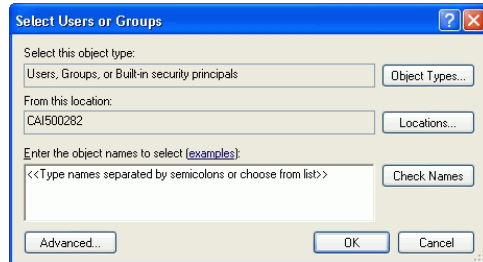 Select Users or Groups
Select this object type:
Users, Groups, or Built-in security principals
Object Types...
From this location:
CAI500282
Locations...
Enter the object names to select (examples):
<<Type names separated by semicolons or choose from list>>
Check Names
Advanced...
OK
Cancel